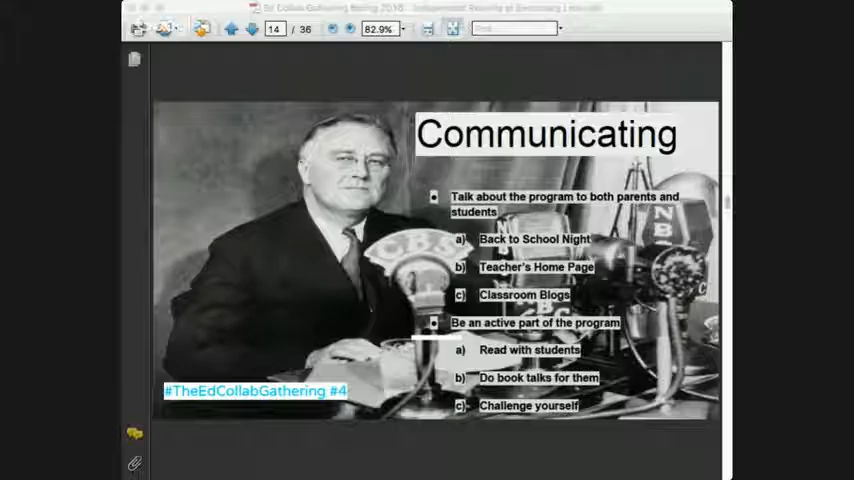 14 / 36 82.9%
Communicating
Talk about the program to both parents and
students
a) Back to School Night
b) Teacher's Home Page
c) Classroom Blogs
Be an active part of the program
a) Read with students
b) Do book talks for them
c) Challenge yourself
#TheEdCollabGathering #4
CBS
NB